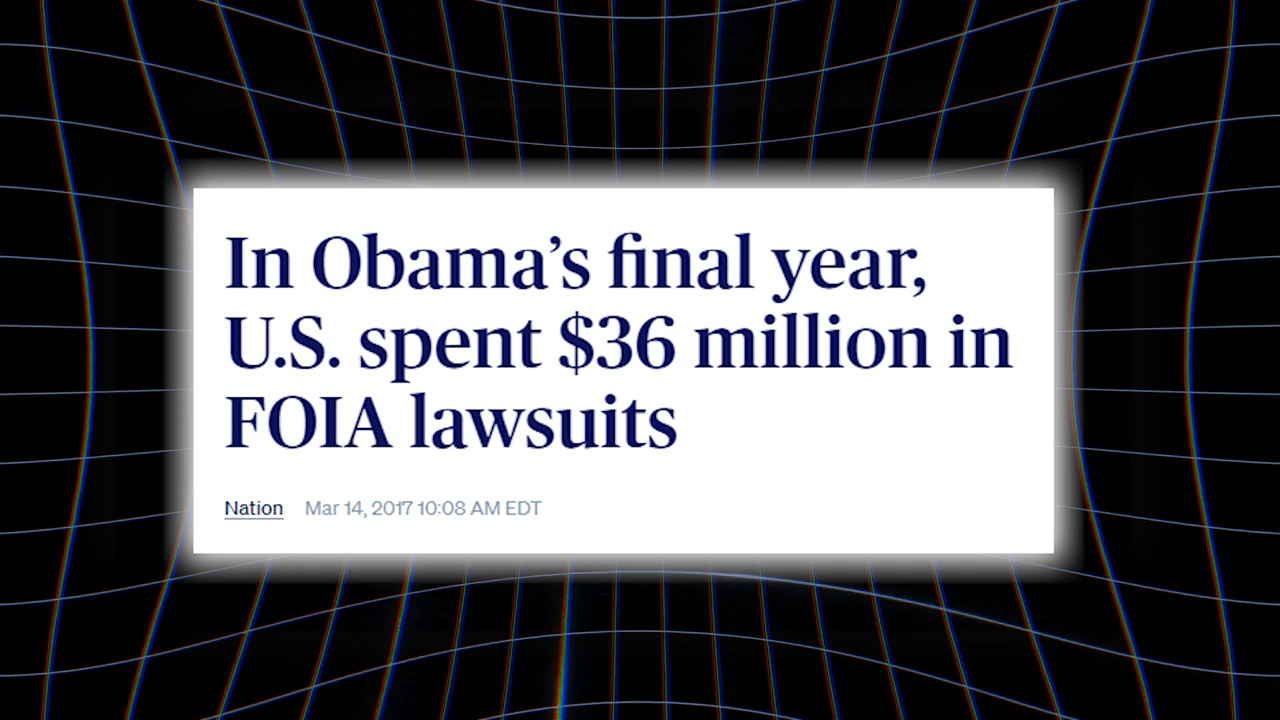 In Obama’s final year,
U.S. spent $36 million in
FOIA lawsuits
Nation Mar 14, 2017 10:08 AM EDT